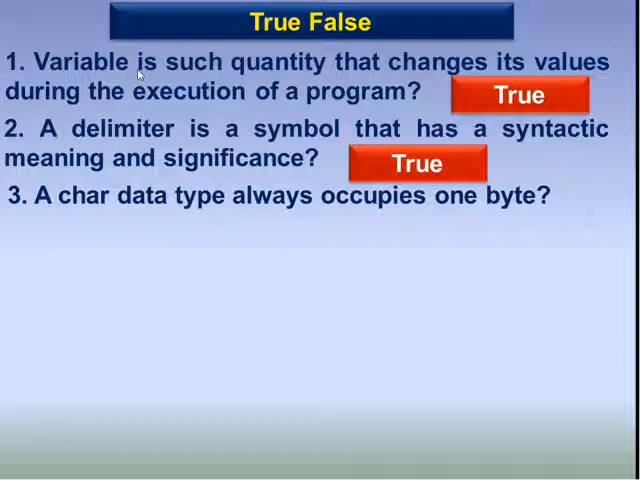 True False
1. Variable is such quantity that changes its values
during the execution of a program?
True
2. A delimiter is a symbol that has a syntactic
meaning and significance?
True
3. A char data type always occupies one byte?